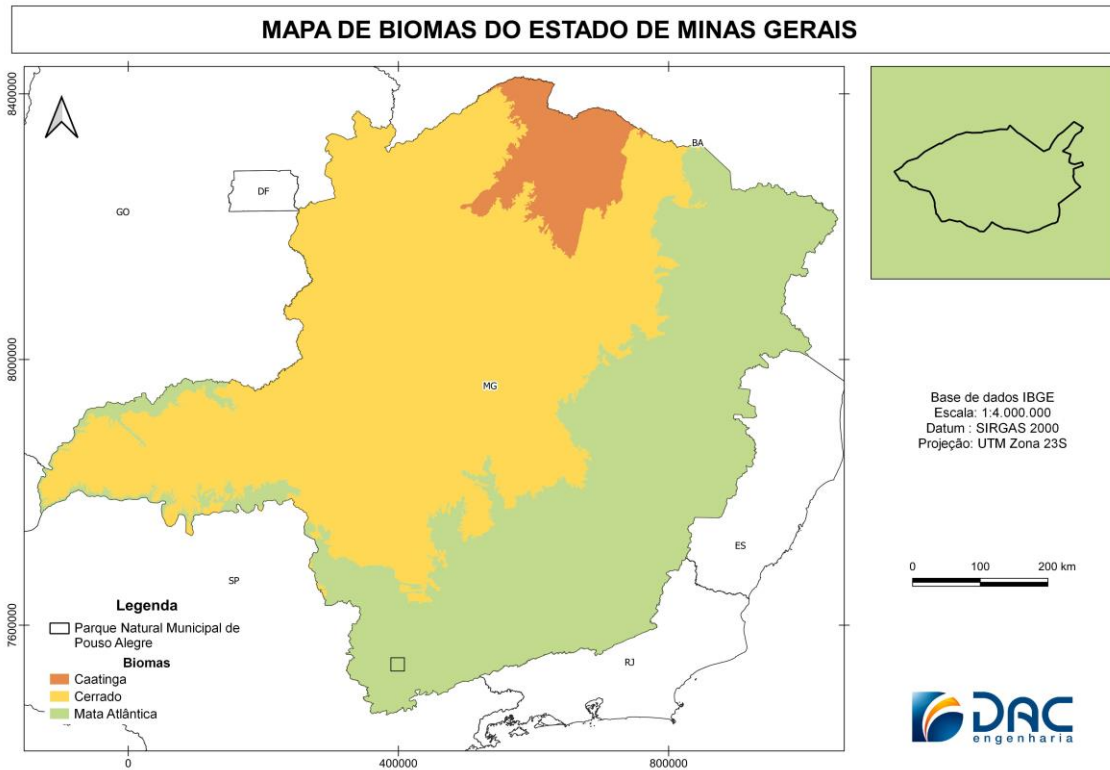 MAPA DE BIOMAS DO ESTADO DE MINAS GERAIS
8400000
8000000
7600000
0
400000
800000
GO
DF
BA
MG
ES
SP
RJ
Legenda
Parque Natural Municipal de
Pouso Alegre
Biomas
Caatinga
Cerrado
Mata Atlântica
Base de dados IBGE
Escala: 1:4.000.000
Datum : SIRGAS 2000
Projeção: UTM Zona 23S
0 100 200 km
DAC
engenharia